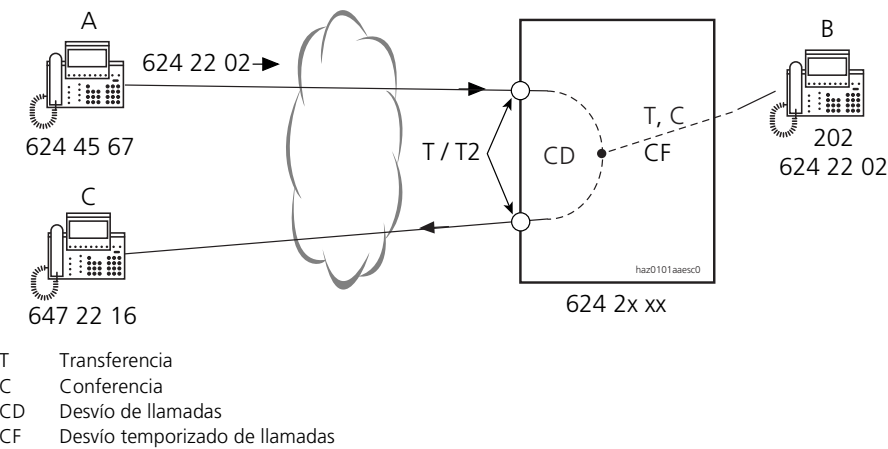 A
624 22 02
624 45 67
C
647 22 16
T / T2
CD
T, C
CF
haz0101aaesc0
624 2x xx
B
202
624 22 02
T Transferencia
C Conferencia
CD Desvío de llamadas
CF Desvío temporizado de llamadas